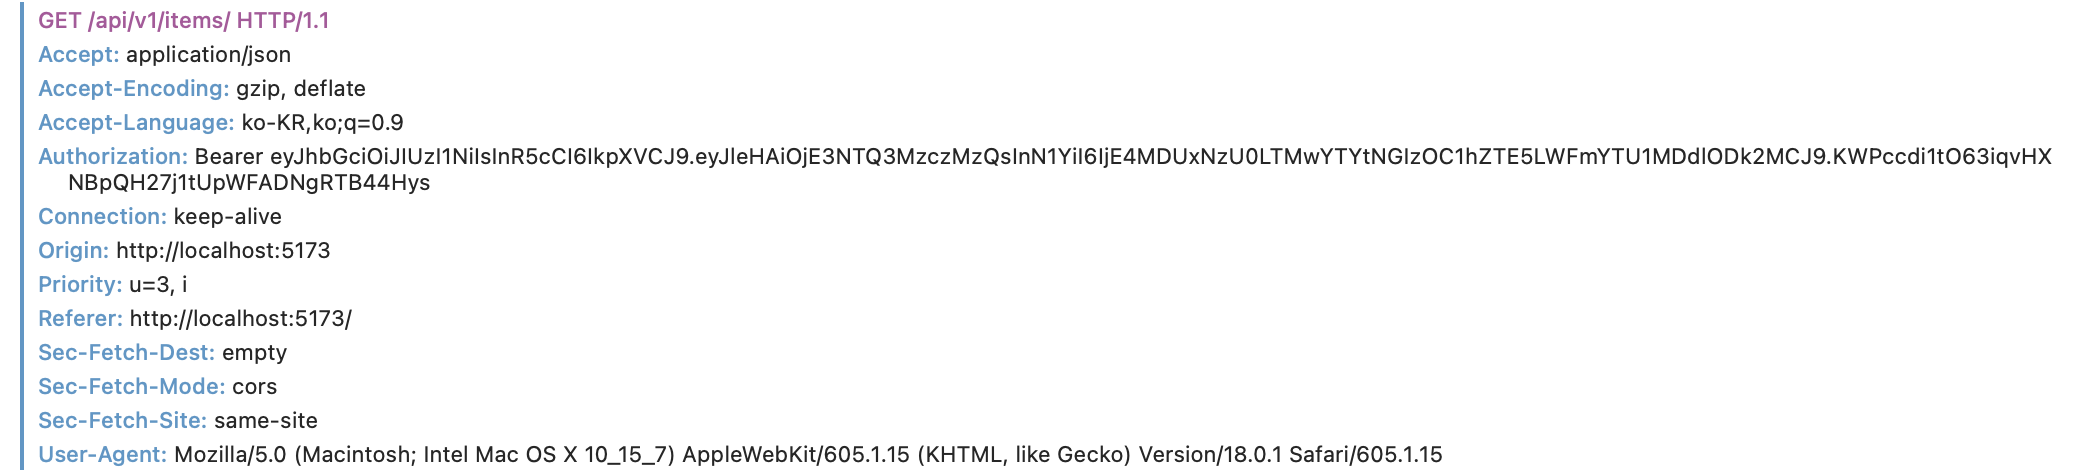 GET /api/v1/items/ HTTP/1.1
Accept: application/json
Accept-Encoding: gzip, deflate
Accept-Language: ko-KR,ko;q=0.9
Authorization: Bearer eyJhbGciOiJIUzI1NiIsInR5cCI6IkpXVCJ9.eyJleHAiOjE3NTQ3MzczMzQsInN1YiI6IjE4MDUxNzU0LTMwYTYtNGIzOC1hZTE5LWFmYTU1MDdlODk2MCJ9.KWPccdi1tO63iqvHX
NBpQH27j1tUpWFADNgRTB44Hys
Connection: keep-alive
Origin: http://localhost:5173
Priority: u=3, i
Referer: http://localhost:5173/
Sec-Fetch-Dest: empty
Sec-Fetch-Mode: cors
Sec-Fetch-Site: same-site
User-Agent: Mozilla/5.0 (Macintosh; Intel Mac OS X 10_15_7) AppleWebKit/605.1.15 (KHTML, like Gecko) Version/18.0.1 Safari/605.1.15